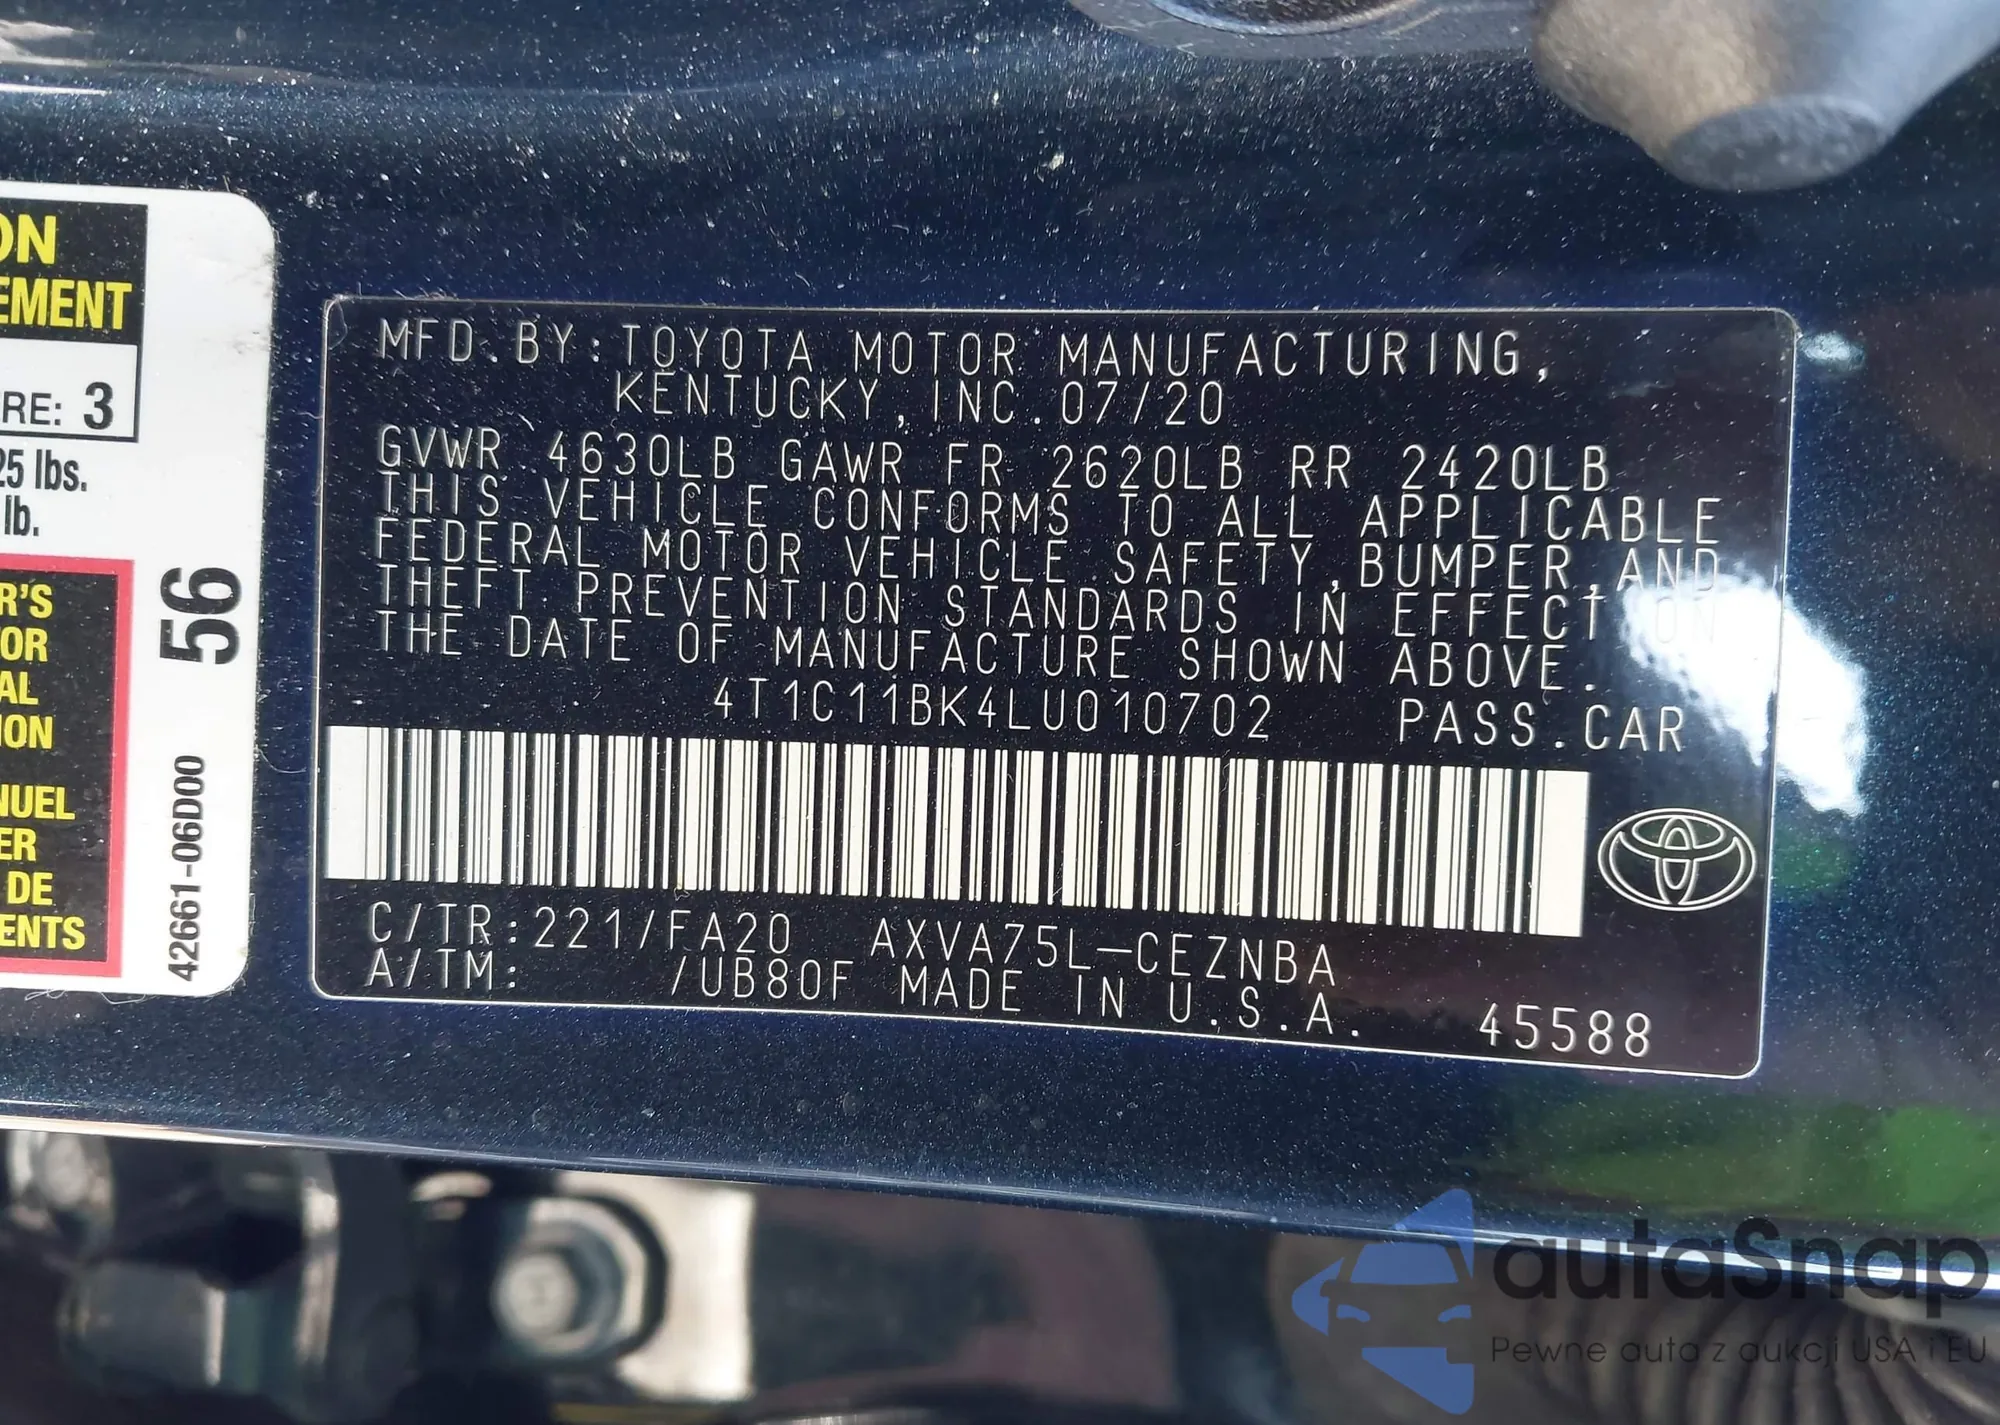 ON
EMENT
RE: 3
25 lbs.
lb.
R'S
OR
AL
ION
NUEL
ER
DE
ENTS
56
42661-06D00
MFD.BY:TOYOTA MOTOR MANUFACTURING,
KENTUCKY,INC.07/20
GVWR 4630LB GAWR FR 2620LB RR 2420LB
THIS VEHICLE CONFORMS TO ALL APPLICABLE
FEDERAL MOTOR VEHICLE SAFETY,BUMPER,AND
THEFT PREVENTION STANDARDS IN EFFECT ON
THE DATE OF MANUFACTURE SHOWN ABOVE.
4T1C11BK4LU010702 PASS.CAR
C/TR:221/FA20 AXVA75L-CEZNBA
A/TM: /UB80F MADE IN U.S.A. 45588
autaSnap
Pewne auta z aukcji USA i EU